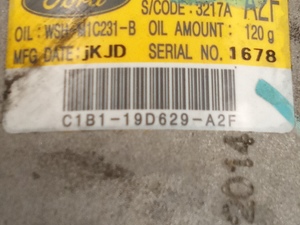 Ford
S/CODE: 3217A A2F
OIL: WSH-M1C231-B OIL AMOUNT: 120g
MFG DATE: jKJD SERIAL NO. 1678
C1B1-19D629-A2F
2014